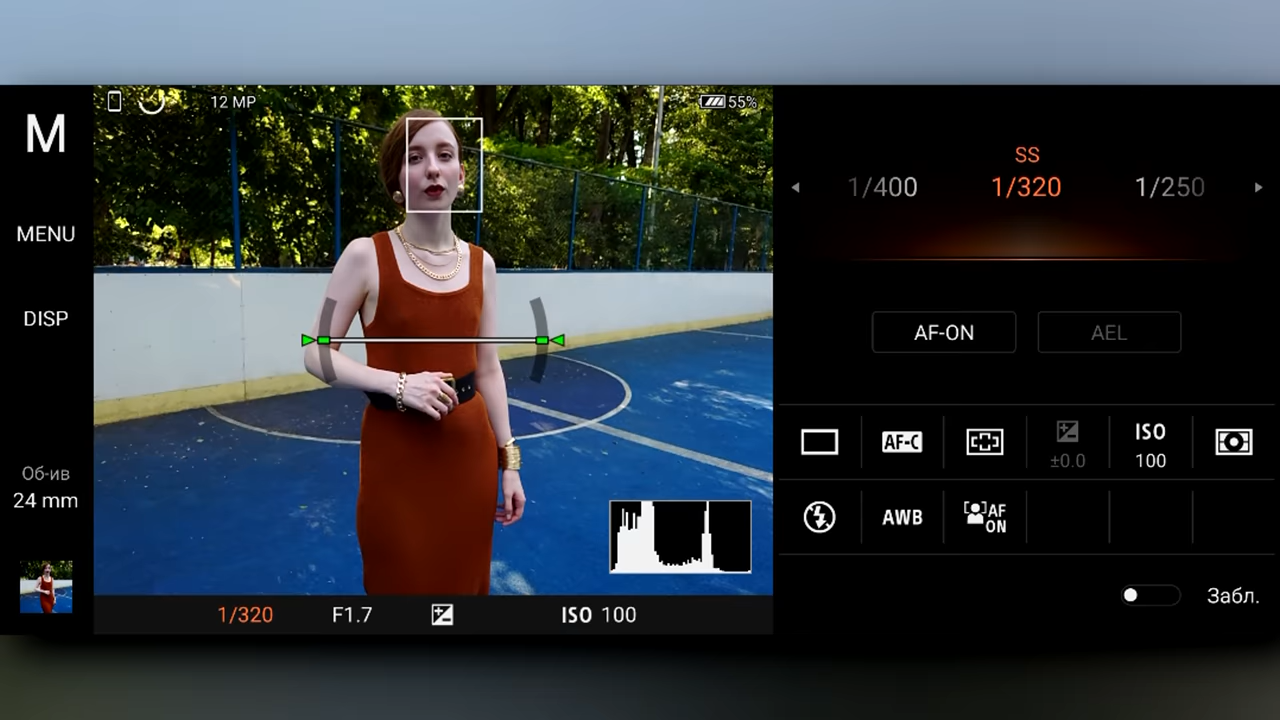 M
12 MP
55%
MENU
DISP
Об-ив
24 mm
SS
1/400
1/320
1/250
AF-ON
AEL
AF-C
±0.0
ISO
100
AWB
AF
ON
Забл.
1/320
F1.7
ISO 100